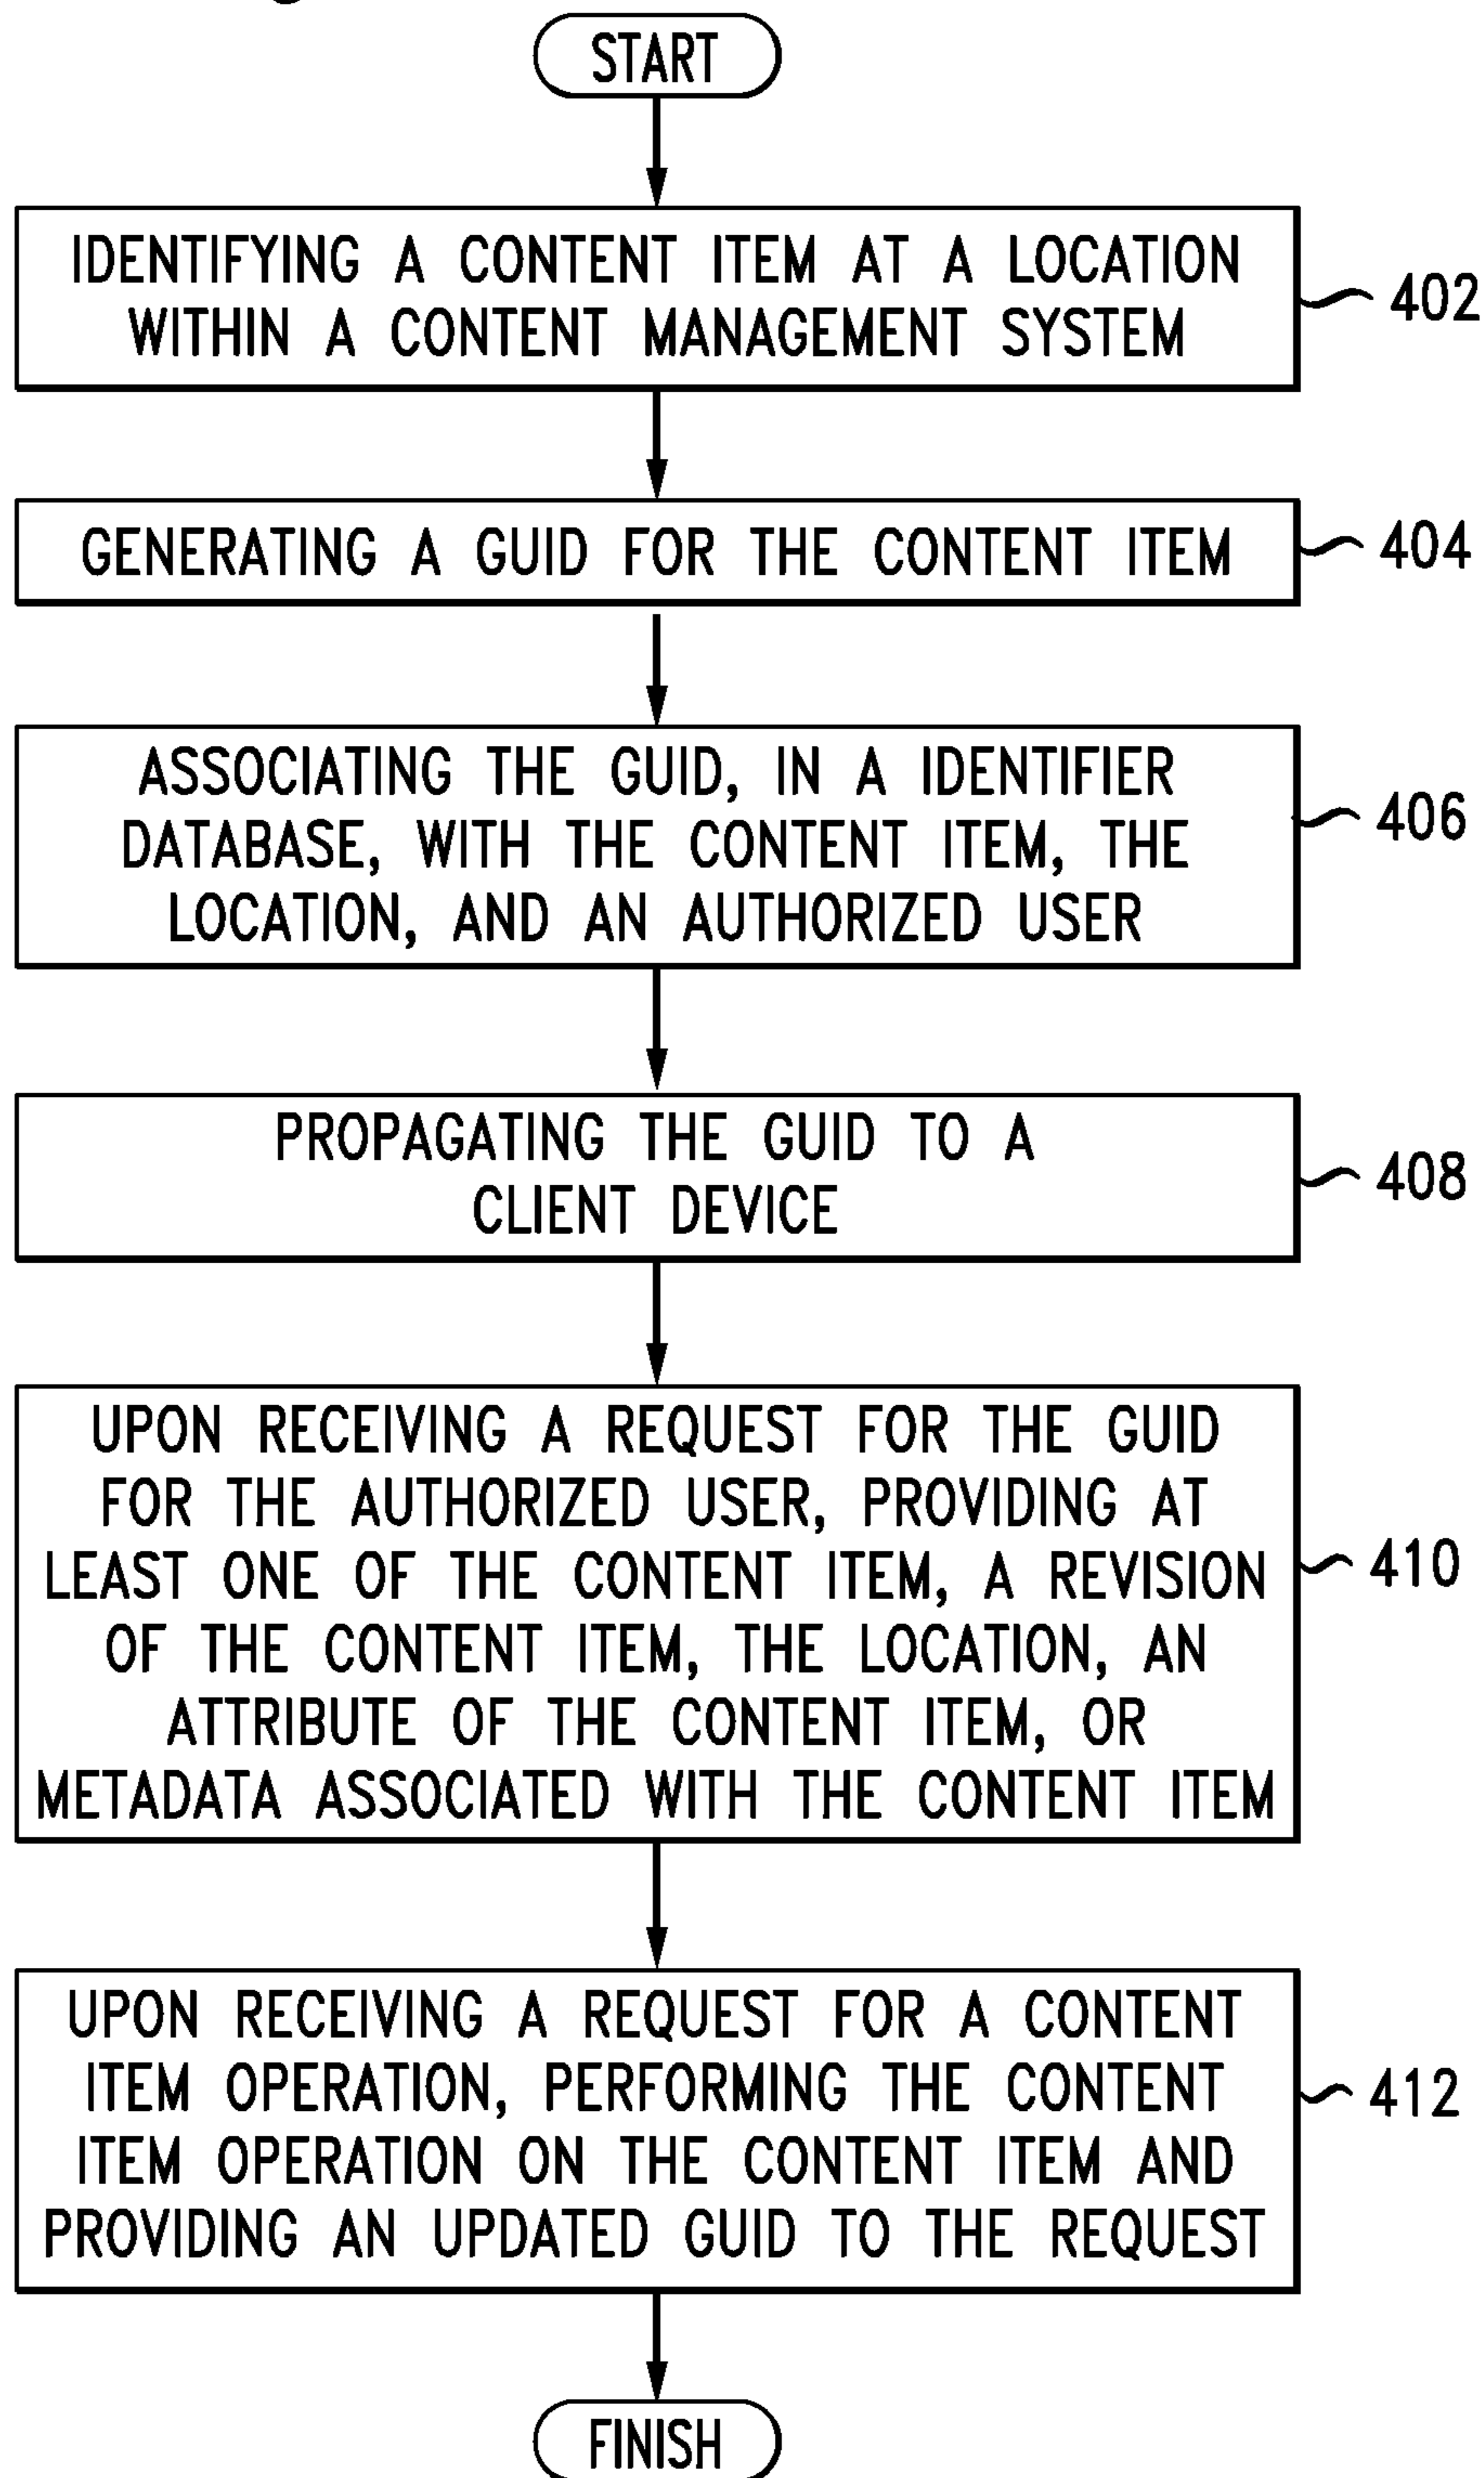 START
IDENTIFYING A CONTENT ITEM AT A LOCATION
WITHIN A CONTENT MANAGEMENT SYSTEM
402
GENERATING A GUID FOR THE CONTENT ITEM
404
ASSOCIATING THE GUID, IN A IDENTIFIER
DATABASE, WITH THE CONTENT ITEM, THE
LOCATION, AND AN AUTHORIZED USER
406
PROPAGATING THE GUID TO A
CLIENT DEVICE
408
UPON RECEIVING A REQUEST FOR THE GUID
FOR THE AUTHORIZED USER, PROVIDING AT
LEAST ONE OF THE CONTENT ITEM, A REVISION
OF THE CONTENT ITEM, THE LOCATION, AN
ATTRIBUTE OF THE CONTENT ITEM, OR
METADATA ASSOCIATED WITH THE CONTENT ITEM
410
UPON RECEIVING A REQUEST FOR A CONTENT
ITEM OPERATION, PERFORMING THE CONTENT
ITEM OPERATION ON THE CONTENT ITEM AND
PROVIDING AN UPDATED GUID TO THE REQUEST
412
FINISH